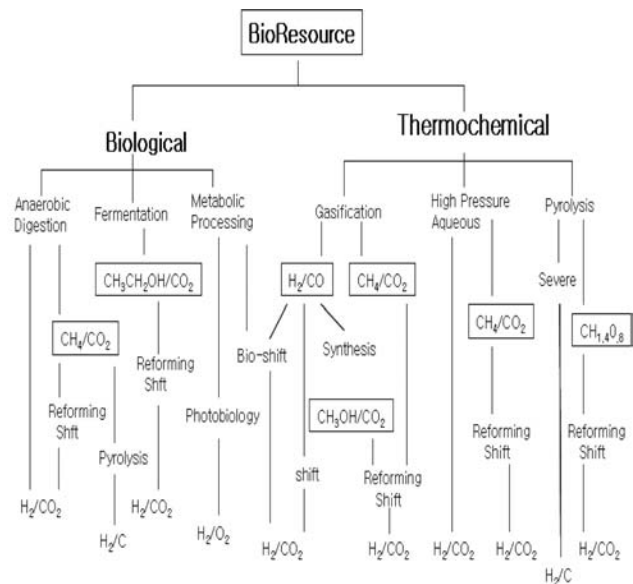 BioResource
Biological
Thermochemical
Anaerobic
Digestion
Fermentation
Metabolic
Processing
Gasification
High Pressure
Aqueous
Pyrolysis
CH3CH2OH/CO2
H2/CO
CH4/CO2
Severe
CH4/CO2
CH4/CO2
CH1,4O,8
Bio-shift
Synthesis
Reforming
Shft
Reforming
Shft
Photobiology
CH3OH/CO2
Reforming
Shift
Reforming
Shift
Pyrolysis
shift
Reforming
Shift
H2/CO2
H2/CO2
H2/C
H2/O2
H2/CO2
H2/CO2
H2/CO2
H2/CO2
H2/CO2
H2/C